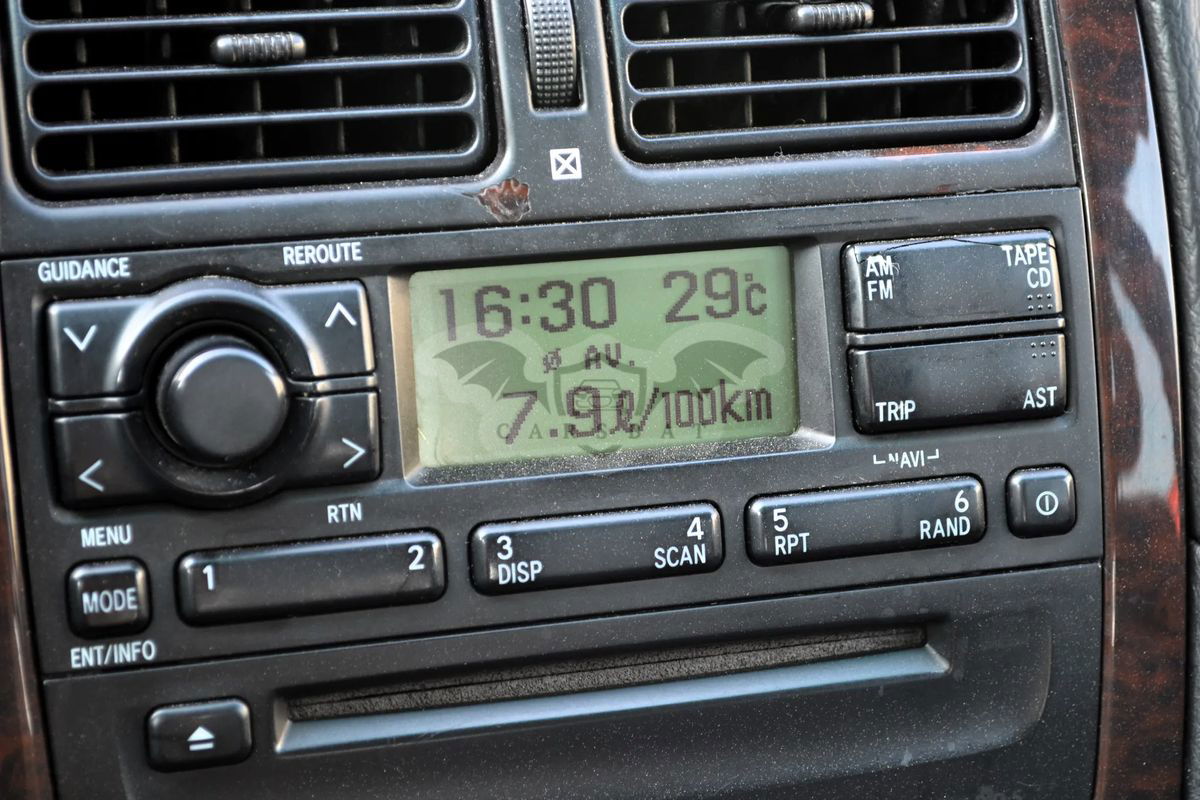 GUIDANCE
REROUTE
16:30 29°C
ø AV.
7.9ℓ/100km
CARSBAT
AM
FM
TAPE
CD
TRIP
AST
NAVI
RTN
MENU
MODE
ENT/INFO
1 2
3 4
DISP SCAN
5 6
RPT RAND